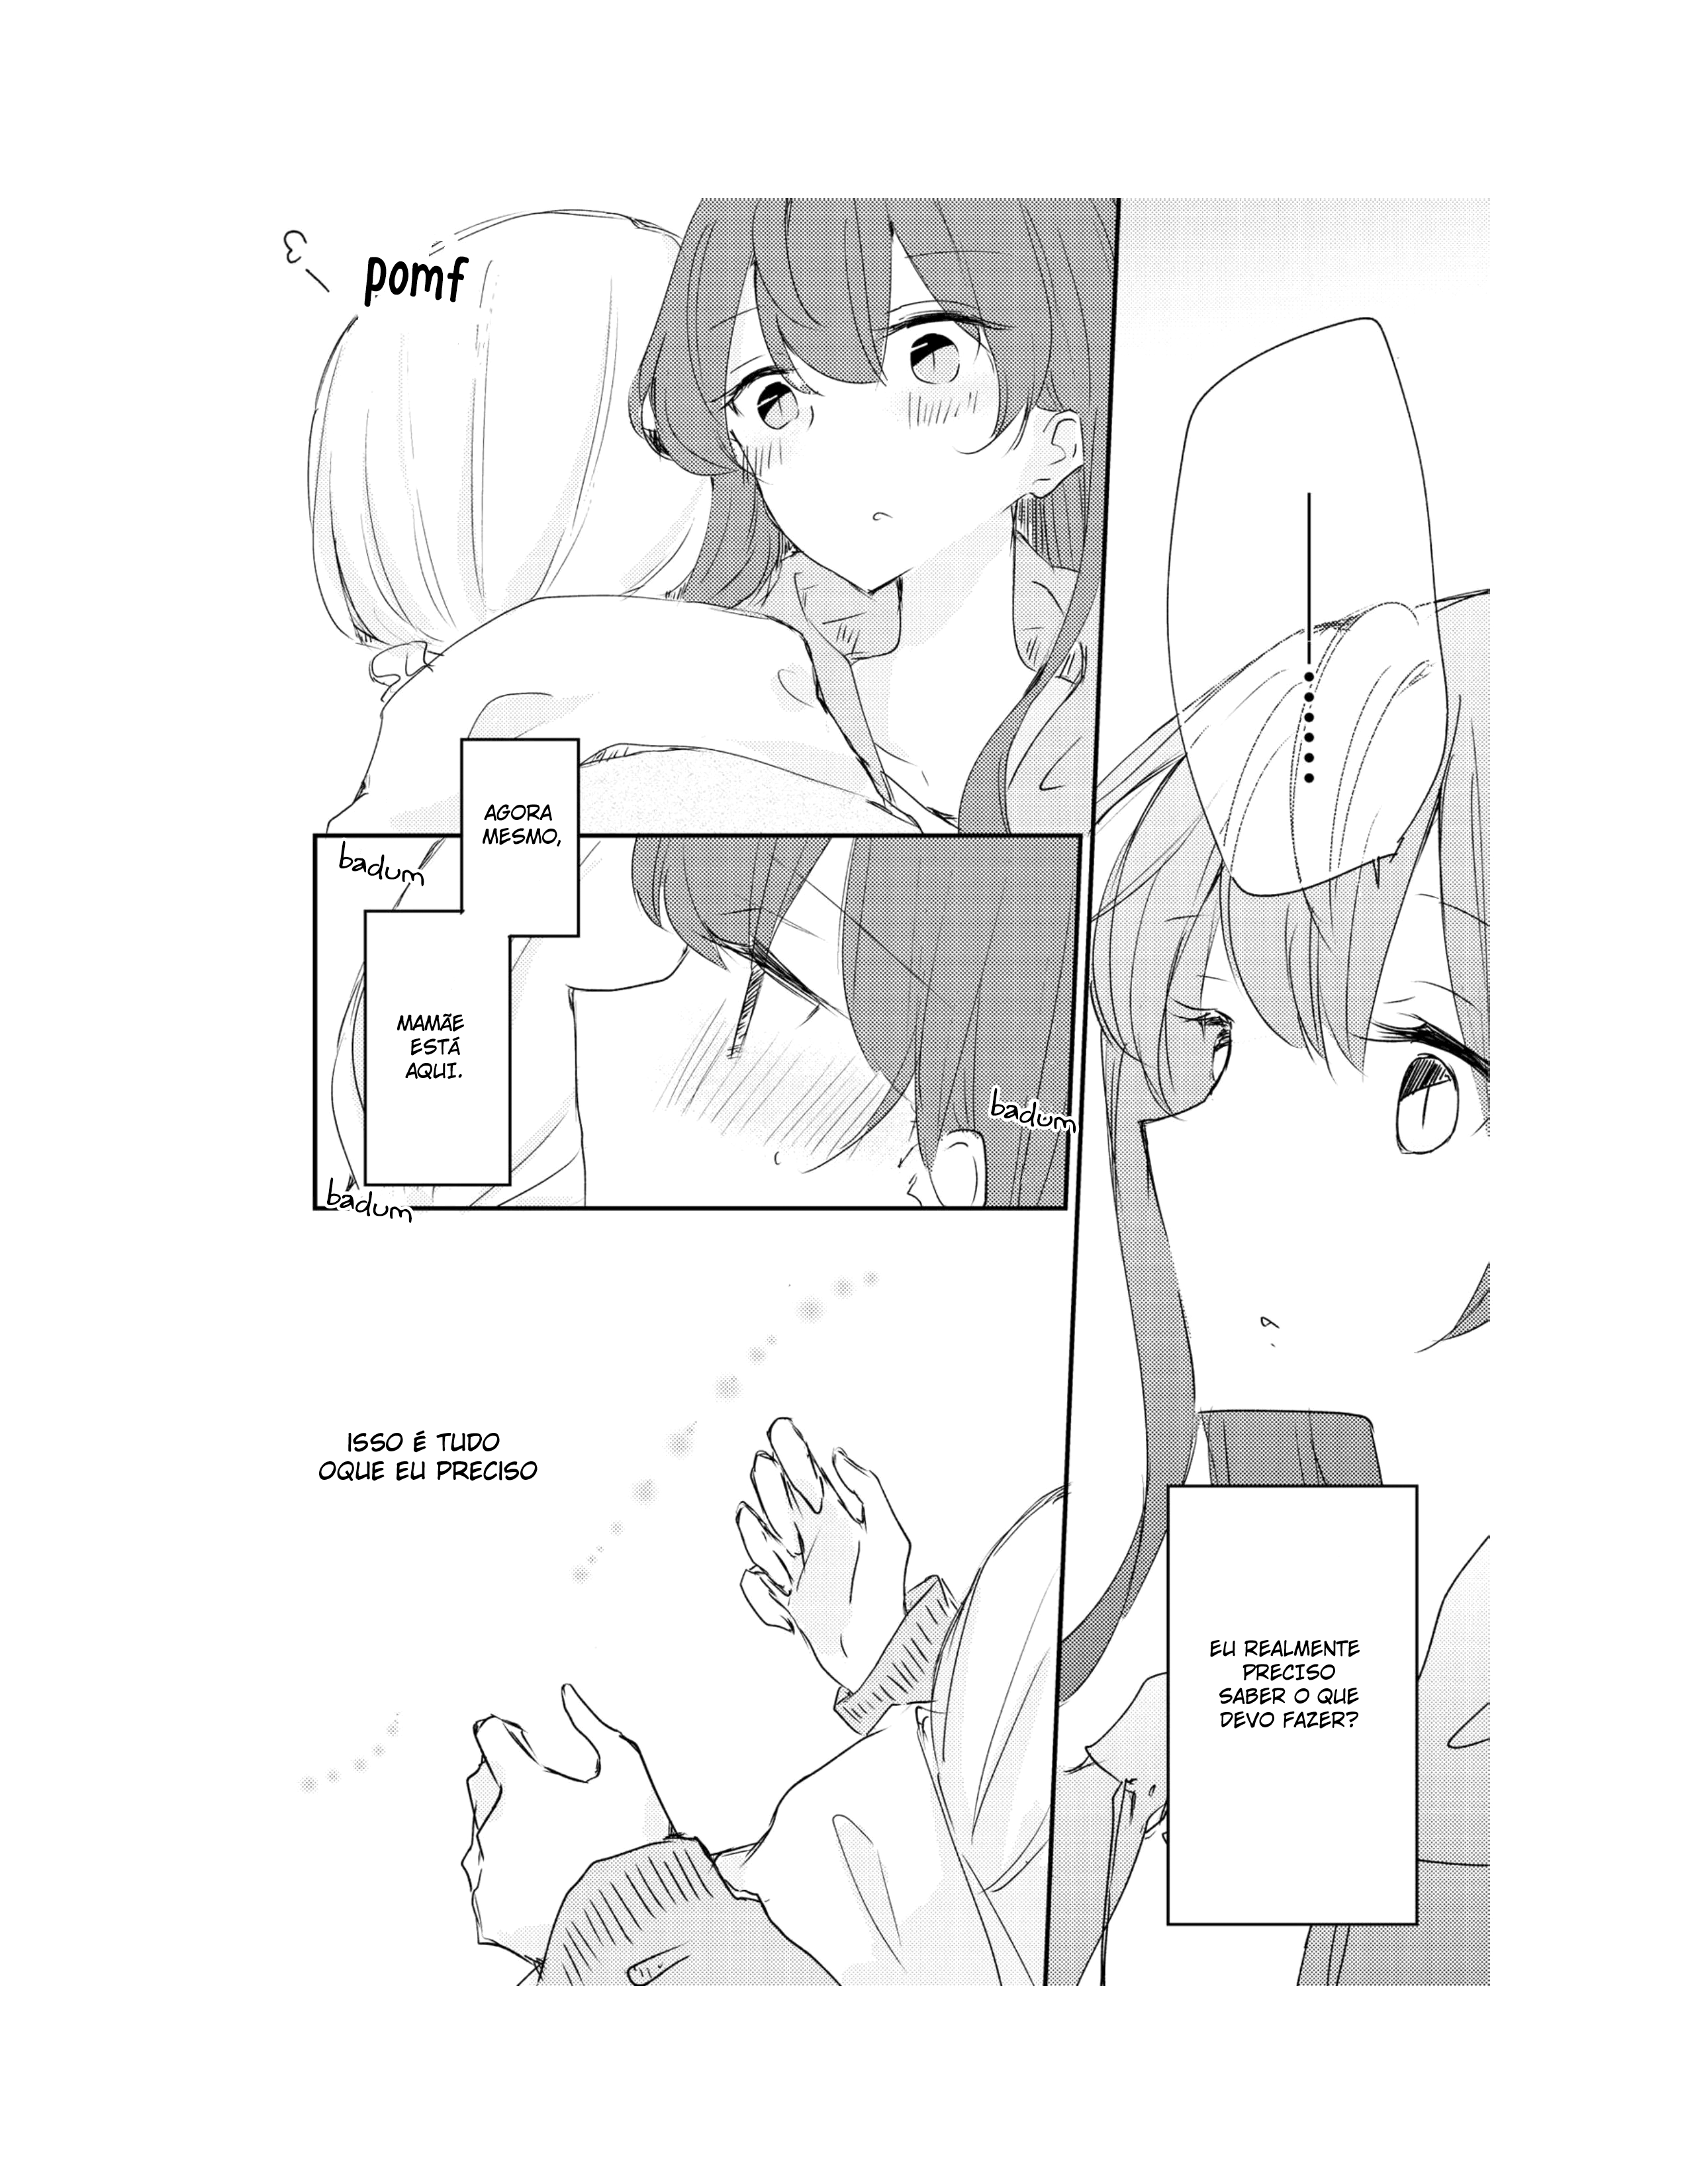 ――……
EU REALMENTE
PRECISO
SABER O QUE
DEVO FAZER?
pomf
AGORA
MESMO,
badum
MAMÃE
ESTÁ
AQUI.
badum
badum
ISSO É TUDO
OQUE EU PRECISO